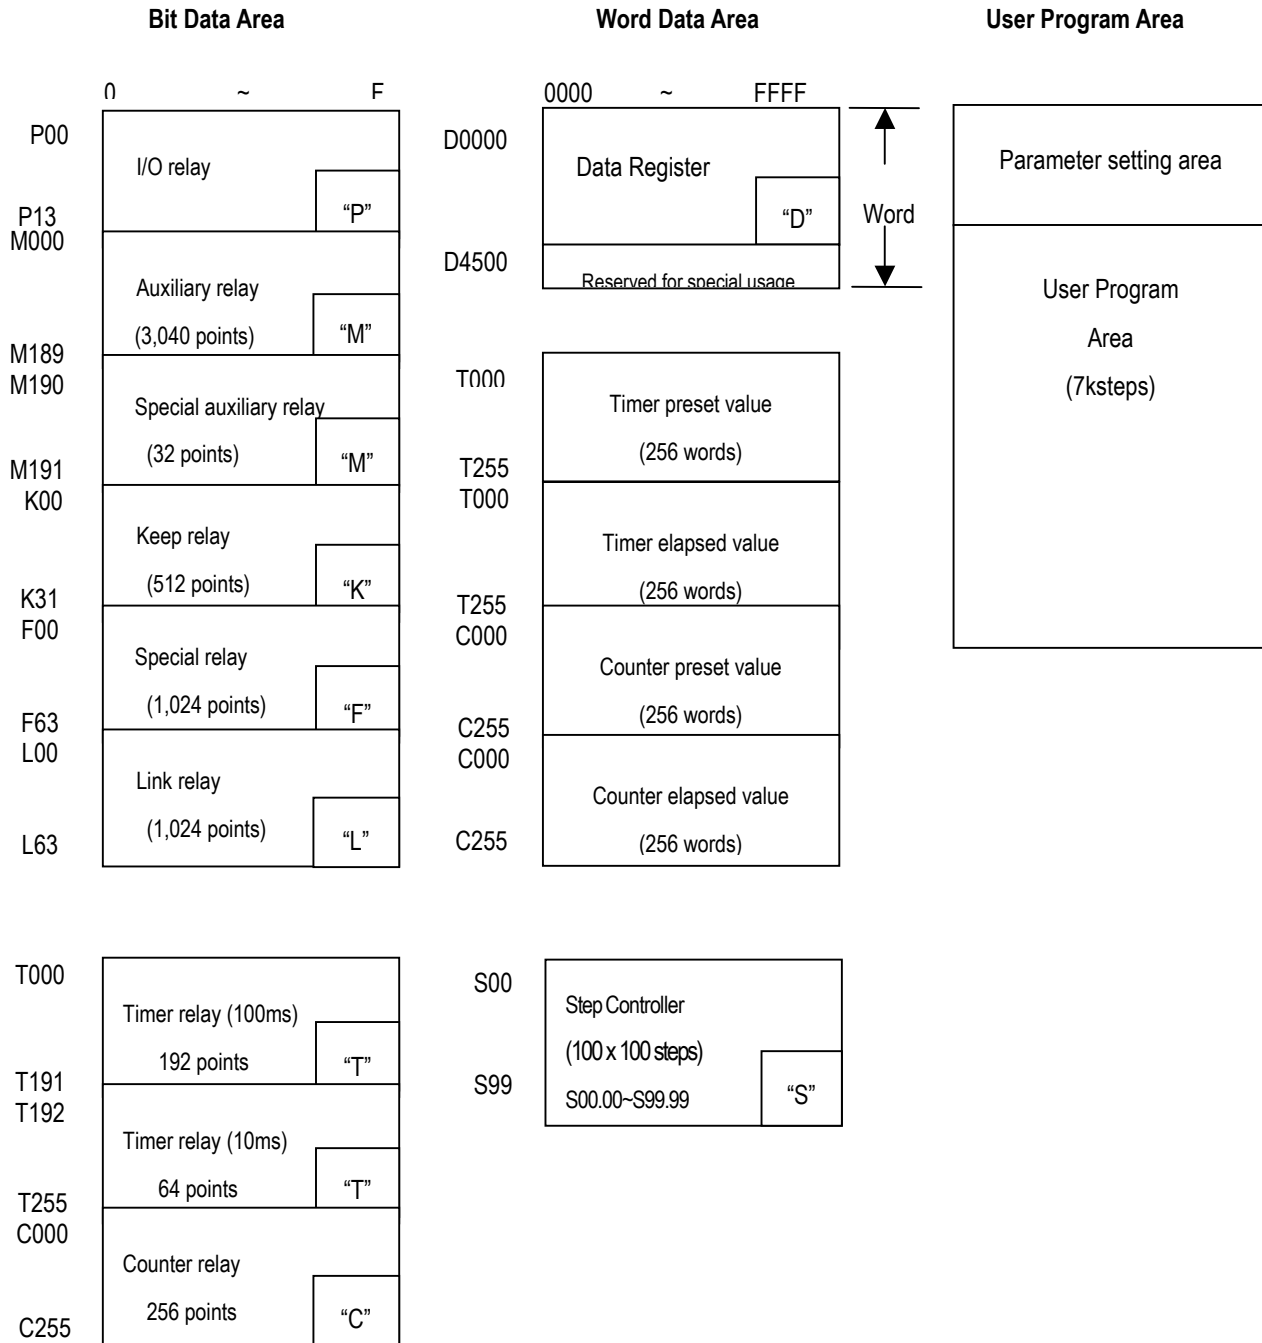 Bit Data Area
0 ~ F
P00
I/O relay
“P”
P13
M000
Auxiliary relay
(3,040 points)
“M”
M189
M190
Special auxiliary relay
(32 points)
“M”
M191
K00
Keep relay
(512 points)
“K”
K31
F00
Special relay
(1,024 points)
“F”
F63
L00
Link relay
(1,024 points)
“L”
L63
T000
Timer relay (100ms)
192 points
“T”
T191
T192
Timer relay (10ms)
64 points
“T”
T255
C000
Counter relay
256 points
“C”
C255
Word Data Area
0000 ~ FFFF
D0000
Data Register
“D”
Word
D4500
Reserved for special usage
T000
Timer preset value
(256 words)
T255
T000
Timer elapsed value
(256 words)
T255
C000
Counter preset value
(256 words)
C255
C000
Counter elapsed value
(256 words)
C255
S00
Step Controller
(100 x 100 steps)
S00.00~S99.99
“S”
S99
User Program Area
Parameter setting area
User Program
Area
(7ksteps)